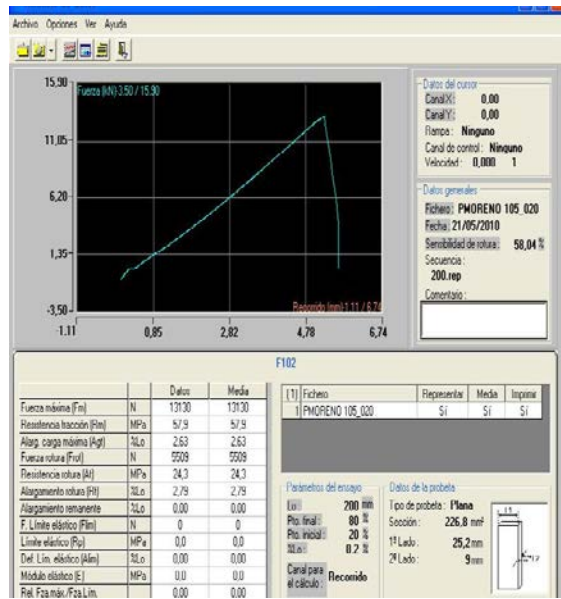 Archivo Opciones Ver Ayuda
15,90
Fuerza (kN)-3.50 / 15.90
11,05
6,20
1,35
-3,50
Recorrido (mm)-1.11 / 6.74
-1.11 0,85 2,82 4,78 6,74
Datos del cursor
Canal X: 0,00
Canal Y: 0,00
Rampa: Ninguno
Canal de control: Ninguno
Velocidad: 0,000 1
Datos generales
Fichero: PMORENO 105_020
Fecha: 21/05/2010
Sensibilidad de rotura: 58,04 %
Secuencia:
200.rep
Comentario:
F102
Datos Media
Fuerza máxima (Fm) N 13130 13130
Resistencia tracción (Rm) MPa 57,9 57,9
Alarg. carga máxima (Agt) %Lo 2.63 2.63
Fuerza rotura (Frot) N 5509 5509
Resistencia rotura (At) MPa 24,3 24,3
Alargamiento rotura (Rt) %Lo 2,79 2,79
Alargamiento remanente %Lo 0.00 0.00
F. Límite elástico (Flim) N 0 0
Límite elástico (Rp) MPa 0,0 0,0
Def. Lím. elástico (Alim) %Lo 0,00 0,00
Módulo elástico (E) MPa 0,0 0,0
Rel. Fza.máx./Fza.Lím. 0,00 0,00
(1) Fichero Representar Media Imprimir
1 PMORENO 105_020 Sí Sí Sí
Parámetros del ensayo
Lo: 200 mm
Pto. final: 80 %
Pto. inicial: 20 %
%Lo: 0.2 %
Canal para el cálculo: Recorrido
Datos de la probeta
Tipo de probeta: Plana
Sección: 226,8 mm²
1º Lado: 25,2 mm
2º Lado: 9 mm